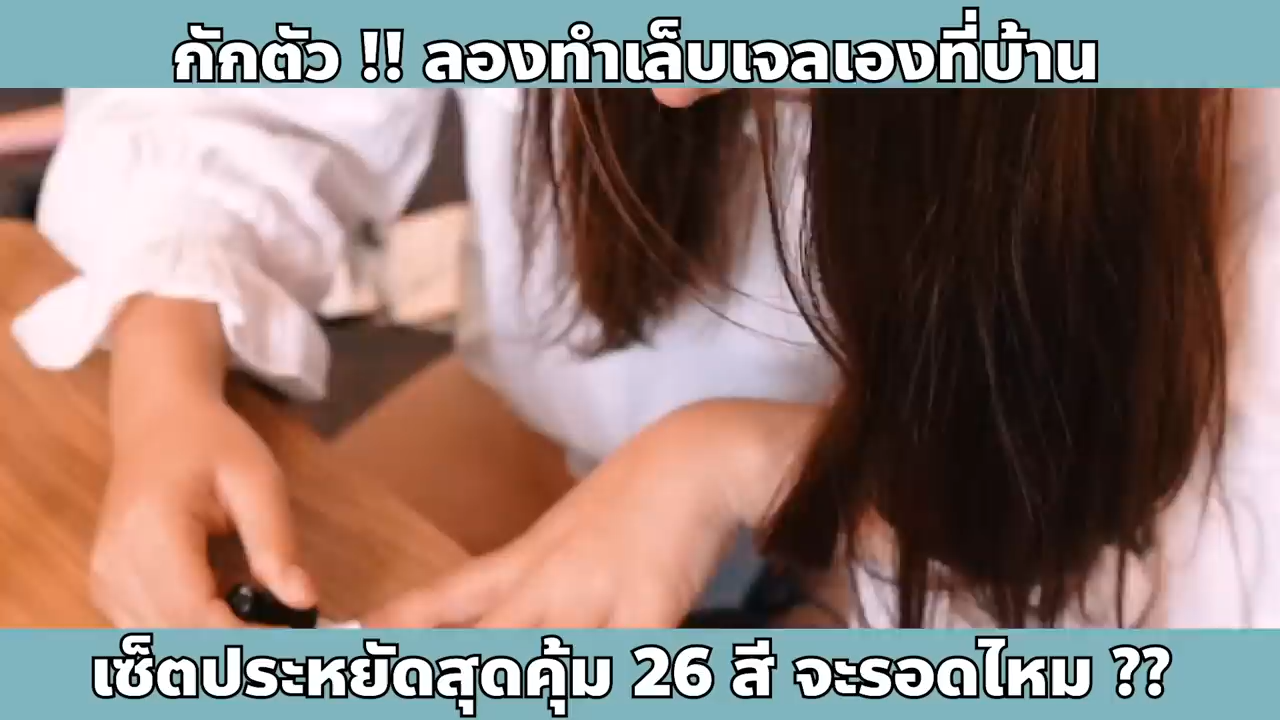 กักตัว !! ลองทำเล็บเจลเองที่บ้าน
เซ็ตประหยัดสุดคุ้ม 26 สี จะรอดไหม ??